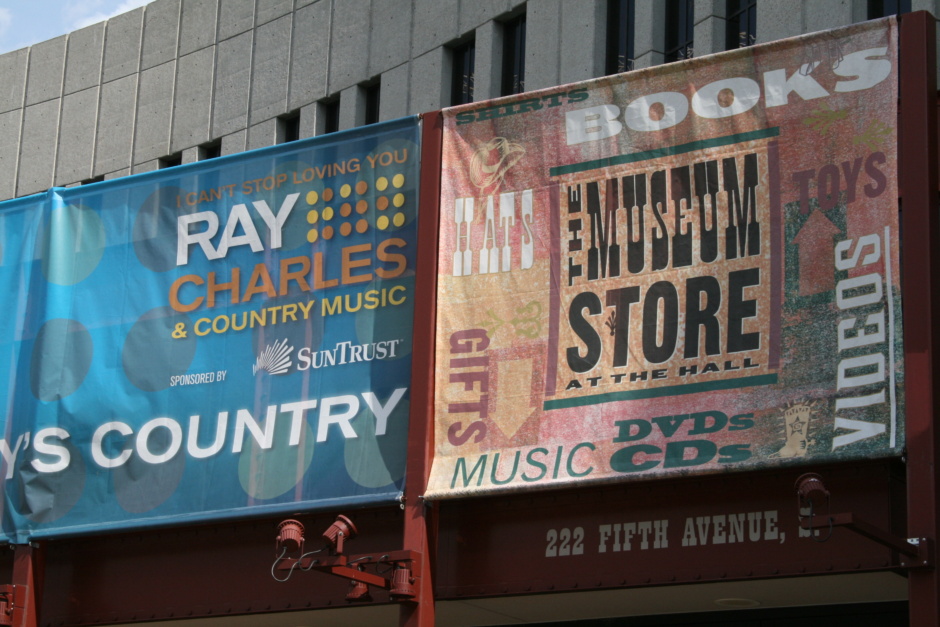 I CAN'T STOP LOVING YOU
RAY
CHARLES
& COUNTRY MUSIC
SPONSORED BY SUNTRUST
Y'S COUNTRY
SHIRTS
BOOKS
HATS
THE MUSEUM
STORE
AT THE HALL
TOYS
VIDEOS
GIFTS
MUSIC
DVDs
CDs
222 FIFTH AVENUE, S.